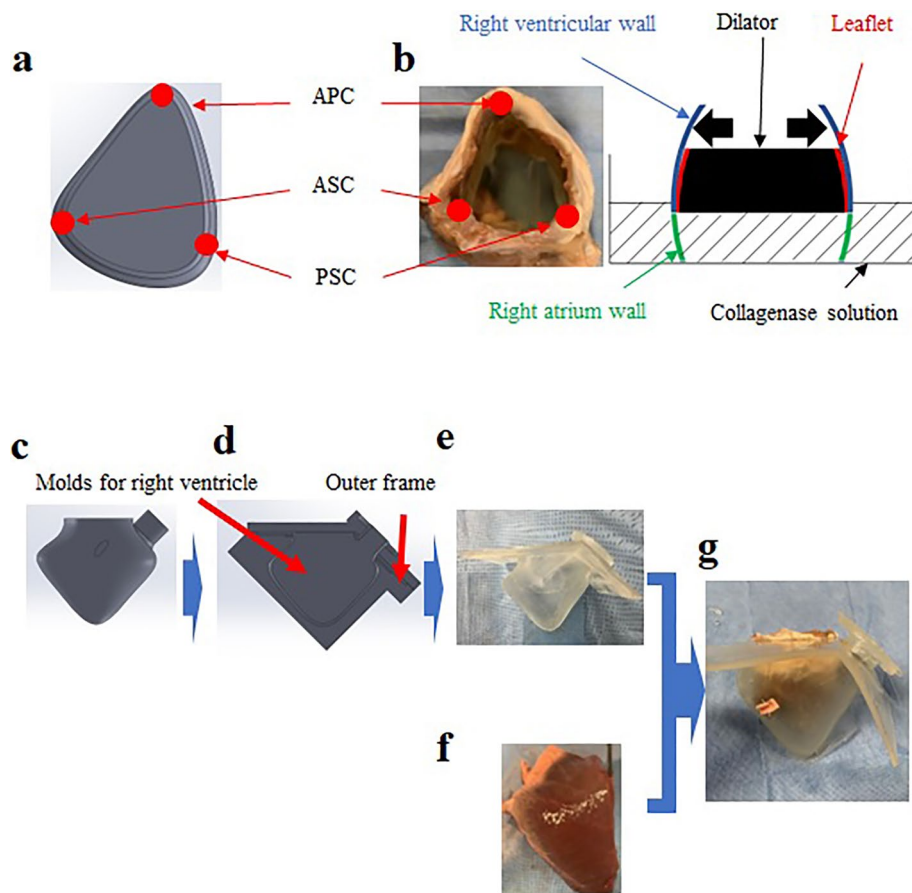 Right ventricular wall
Dilator
Leaflet
a
b
APC
ASC
PSC
Right atrium wall
Collagenase solution
c
d
e
Molds for right ventricle
Outer frame
g
f